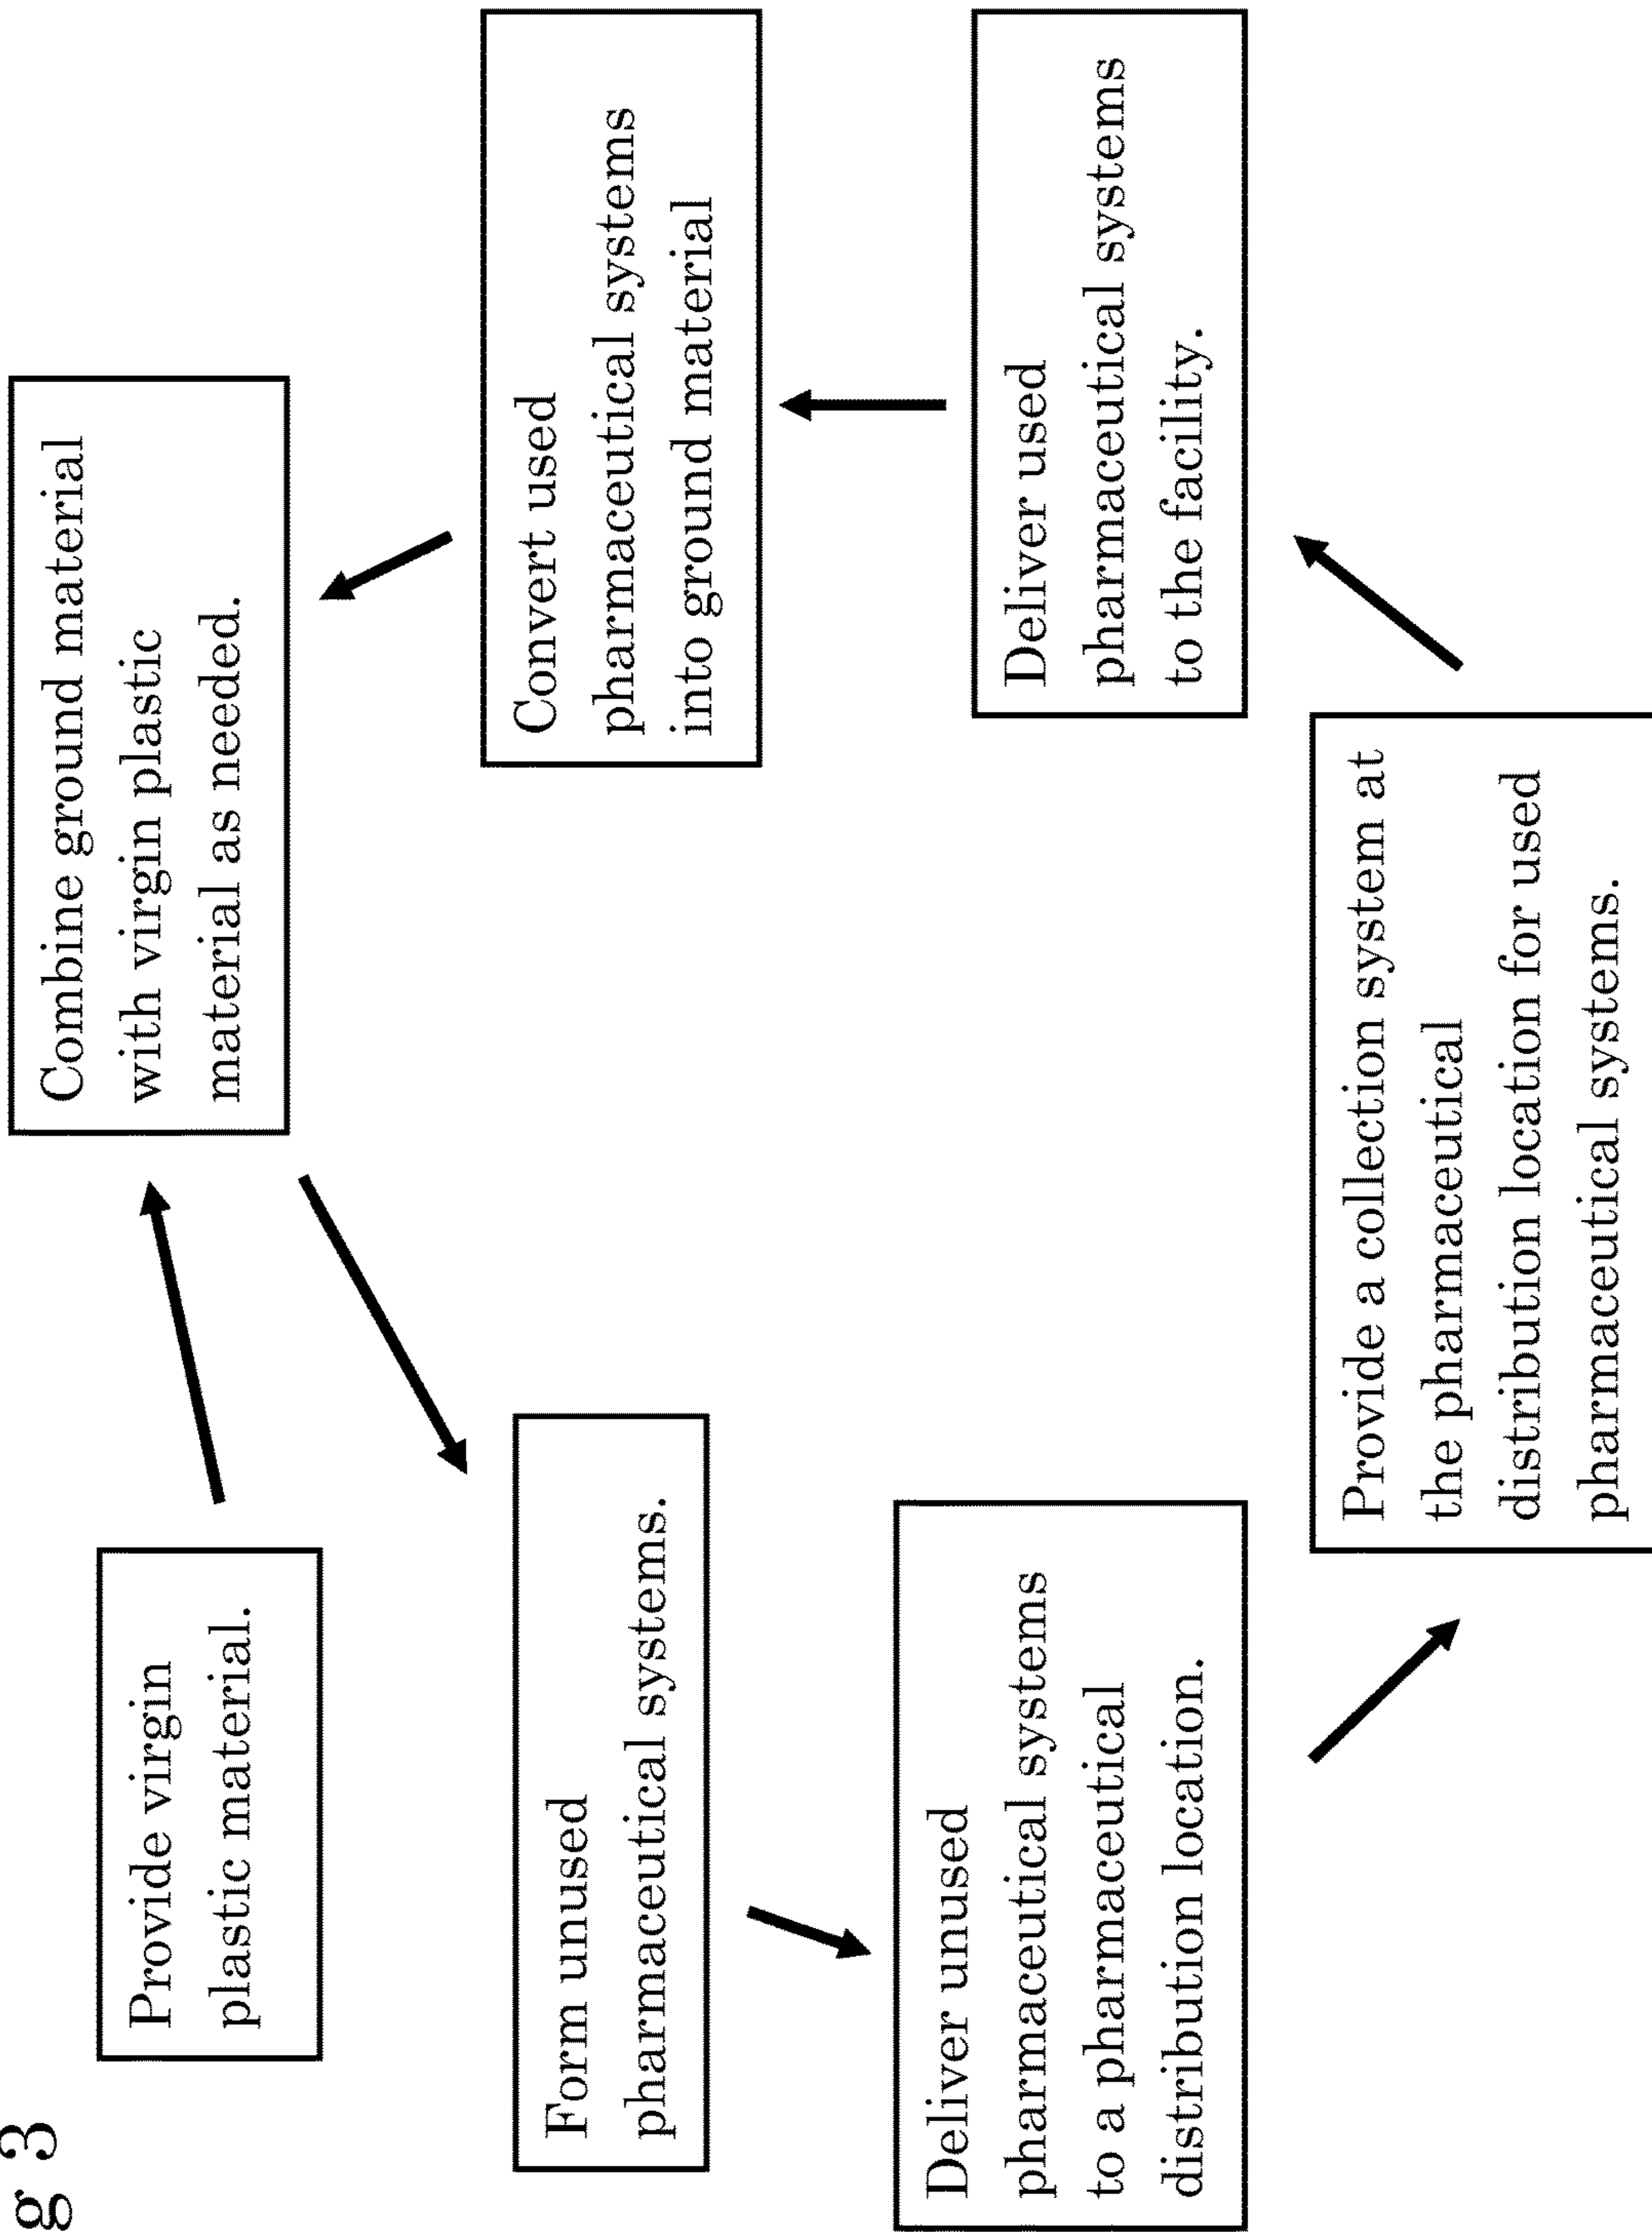 g 3
Provide virgin
plastic material.
Combine ground material
with virgin plastic
material as needed.
Form unused
pharmaceutical systems.
Convert used
pharmaceutical systems
into ground material
Deliver unused
pharmaceutical systems
to a pharmaceutical
distribution location.
Deliver used
pharmaceutical systems
to the facility.
Provide a collection system at
the pharmaceutical
distribution location for used
pharmaceutical systems.